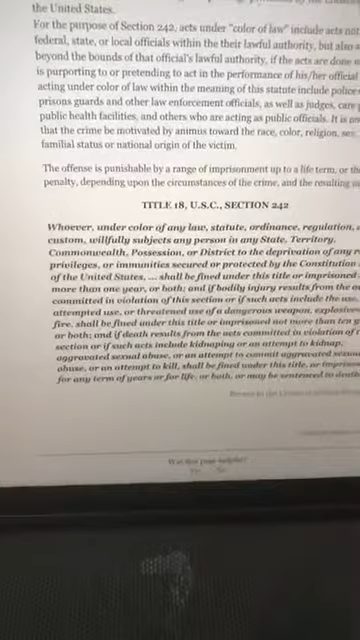 the United States.
For the purpose of Section 242, acts under "color of law" include acts not
federal, state, or local officials within their lawful authority, but also
beyond the bounds of that official's lawful authority, if the acts are done
is purporting to or pretending to act in the performance of his/her official
acting under color of law within the meaning of this statute include police
prisons guards and other law enforcement officials, as well as judges, care
public health facilities, and others who are acting as public officials. It is
that the crime be motivated by animus toward the race, color, religion, sex,
familial status or national origin of the victim.
The offense is punishable by a range of imprisonment up to a life term, or the
penalty, depending upon the circumstances of the crime, and the resulting
TITLE 18, U.S.C., SECTION 242
Whoever, under color of any law, statute, ordinance, regulation,
custom, willfully subjects any person in any State, Territory,
Commonwealth, Possession, or District to the deprivation of any
privileges, or immunities secured or protected by the Constitution
of the United States, ... shall be fined under this title or imprisoned
more than one year, or both; and if bodily injury results from the
committed in violation of this section or if such acts include the use,
attempted use, or threatened use of a dangerous weapon, explosives
fire, shall be fined under this title or imprisoned not more than ten
or both; and if death results from the acts committed in violation of
section or if such acts include kidnaping or an attempt to kidnap,
aggravated sexual abuse, or an attempt to commit aggravated sexual
abuse, or an attempt to kill, shall be fined under this title, or imprisoned
for any term of years or for life, or both, or may be sentenced to death
Was this page helpful?
Yes No